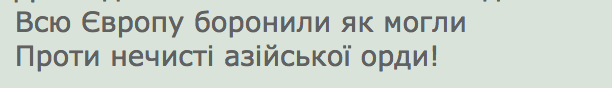 Всю Європу боронили як могли
Проти нечисті азійської орди!